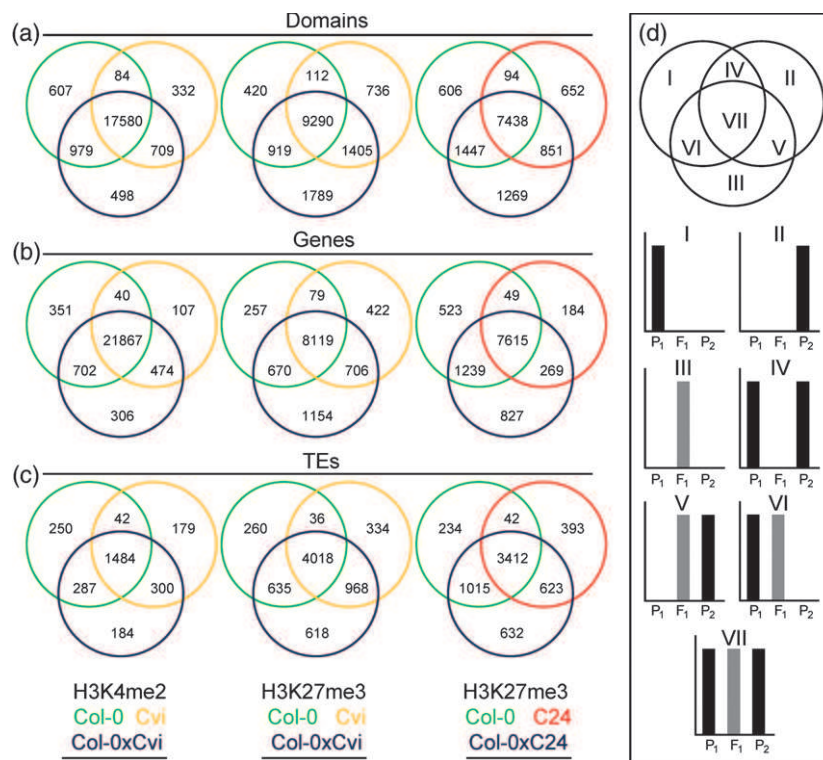 (a) Domains
84
607 332
17580
979 709
498
112
420 736
9290
919 1405
1789
94
606 652
7438
1447 851
1269
(b) Genes
40
351 107
21867
702 474
306
79
257 422
8119
670 706
1154
49
523 184
7615
1239 269
827
(c) TEs
42
250 179
1484
287 300
184
36
260 334
4018
635 968
618
42
234 393
3412
1015 623
632
H3K4me2
Col-0 Cvi
Col-0xCvi
H3K27me3
Col-0 Cvi
Col-0xCvi
H3K27me3
Col-0 C24
Col-0xC24
(d)
IV
I II
VII
VI V
III
I
P1 F1 P2
II
P1 F1 P2
III
P1 F1 P2
IV
P1 F1 P2
V
P1 F1 P2
VI
P1 F1 P2
VII
P1 F1 P2